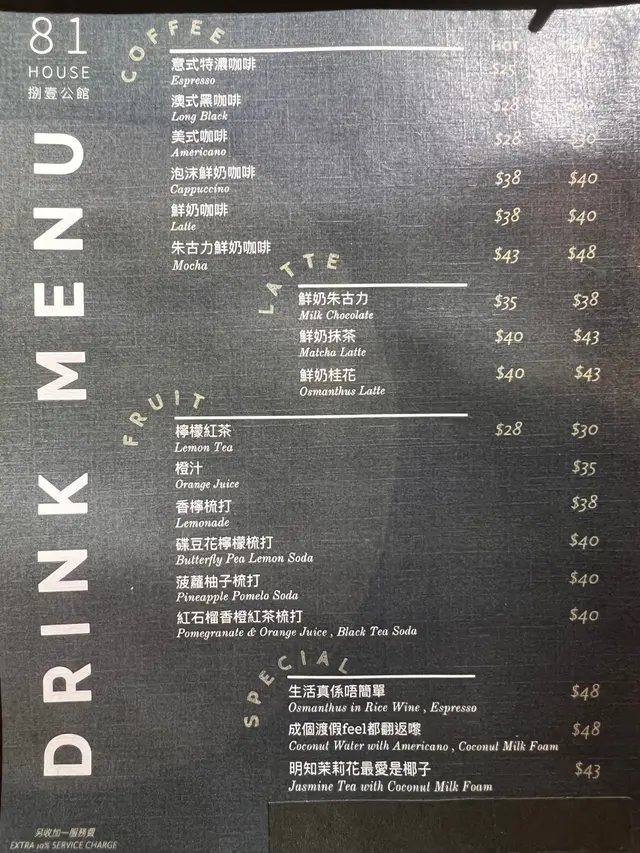 81
HOUSE
捌壹公館
DRINK MENU
COFFEE
HOT
意式特濃咖啡 $25
Espresso
澳式黑咖啡 $28
Long Black
美式咖啡 $28 $30
Americano
泡沫鮮奶咖啡 $38 $40
Cappuccino
鮮奶咖啡 $38 $40
Latte
朱古力鮮奶咖啡 $43 $48
Mocha
LATTE
鮮奶朱古力 $35 $38
Milk Chocolate
鮮奶抹茶 $40 $43
Matcha Latte
鮮奶桂花 $40 $43
Osmanthus Latte
FRUIT
檸檬紅茶 $28 $30
Lemon Tea
橙汁 $35
Orange Juice
香檸梳打 $38
Lemonade
碟豆花檸檬梳打 $40
Butterfly Pea Lemon Soda
菠蘿柚子梳打 $40
Pineapple Pomelo Soda
紅石榴香橙紅茶梳打 $40
Pomegranate & Orange Juice , Black Tea Soda
SPECIAL
生活真係唔簡單 $48
Osmanthus in Rice Wine , Espresso
成個渡假feel都翻返嚟 $48
Coconut Water with Americano , Coconut Milk Foam
明知茉莉花最愛是椰子 $43
Jasmine Tea with Coconut Milk Foam
另收加一服務費
EXTRA 10% SERVICE CHARGE